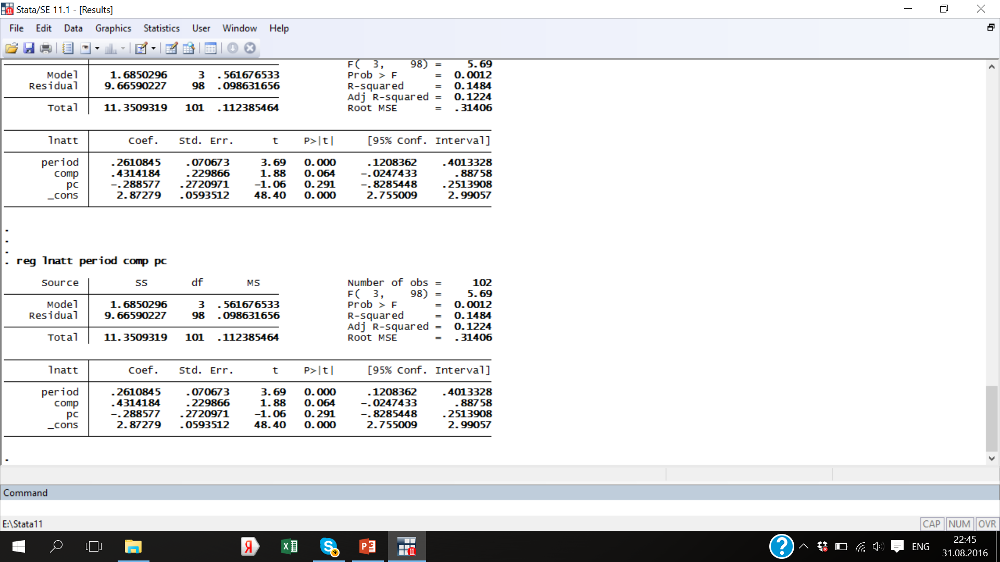 Stata/SE 11.1 - [Results]
File Edit Data Graphics Statistics User Window Help
F( 3, 98) = 5.69
Model 1.6850296 3 .561676533 Prob > F = 0.0012
Residual 9.66590227 98 .098631656 R-squared = 0.1484
Adj R-squared = 0.1224
Total 11.3509319 101 .112385464 Root MSE = .31406
lnatt Coef. Std. Err. t P>|t| [95% Conf. Interval]
period .2610845 .070673 3.69 0.000 .1208362 .4013328
comp .4314184 .229866 1.88 0.064 -.0247433 .88758
pc -.288577 .2720971 -1.06 0.291 -.8285448 .2513908
_cons 2.87279 .0593512 48.40 0.000 2.755009 2.99057
.
.
.
. reg lnatt period comp pc
Source SS df MS Number of obs = 102
F( 3, 98) = 5.69
Model 1.6850296 3 .561676533 Prob > F = 0.0012
Residual 9.66590227 98 .098631656 R-squared = 0.1484
Adj R-squared = 0.1224
Total 11.3509319 101 .112385464 Root MSE = .31406
lnatt Coef. Std. Err. t P>|t| [95% Conf. Interval]
period .2610845 .070673 3.69 0.000 .1208362 .4013328
comp .4314184 .229866 1.88 0.064 -.0247433 .88758
pc -.288577 .2720971 -1.06 0.291 -.8285448 .2513908
_cons 2.87279 .0593512 48.40 0.000 2.755009 2.99057
.
Command
E:\Stata11 CAP NUM OVR
Я X S 9 P 11 ? ENG 22:45
31.08.2016